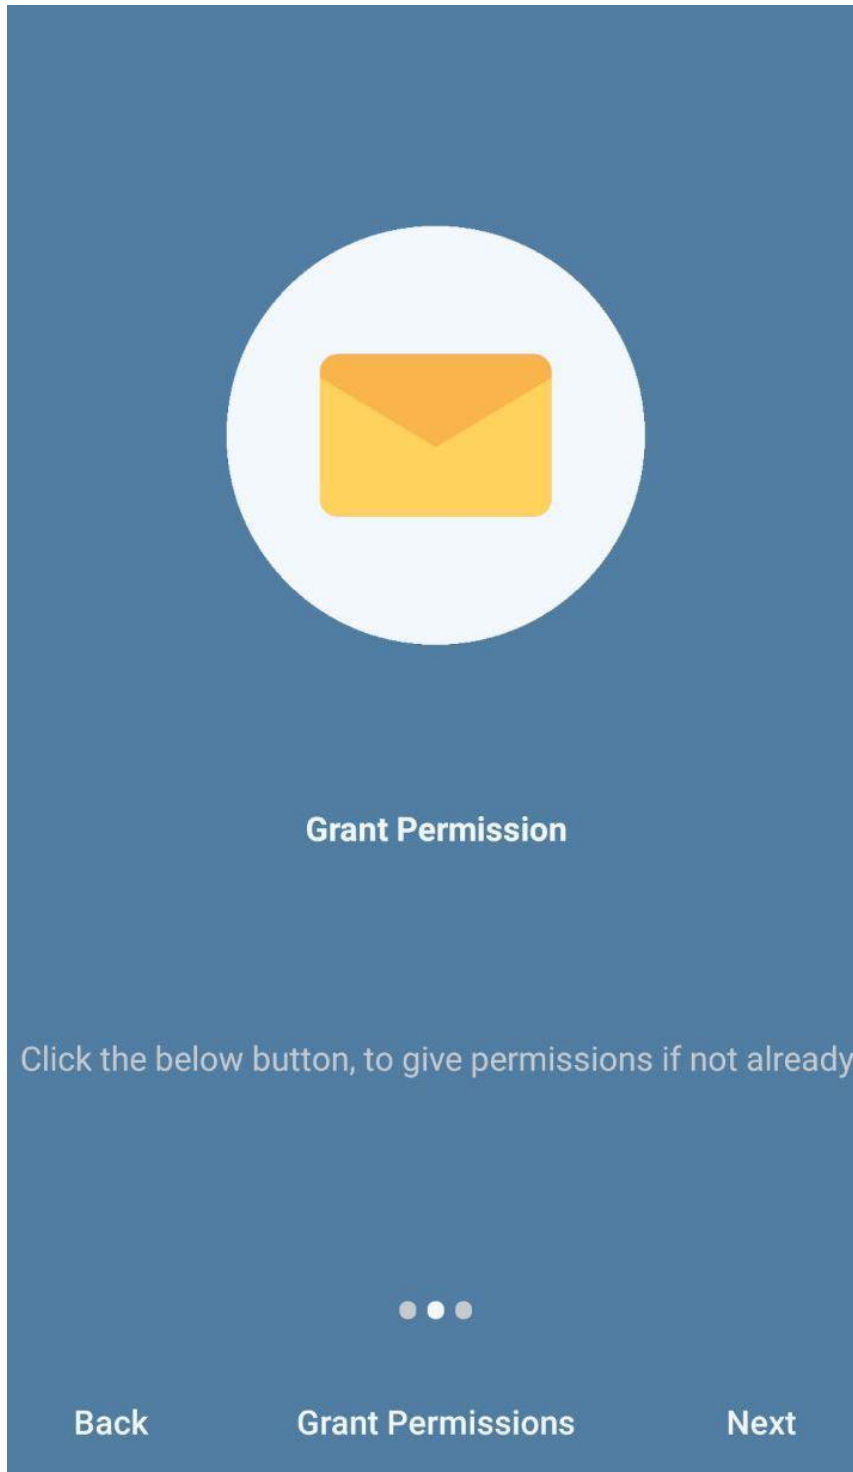 Grant Permission
Click the below button, to give permissions if not already
Back Grant Permissions Next